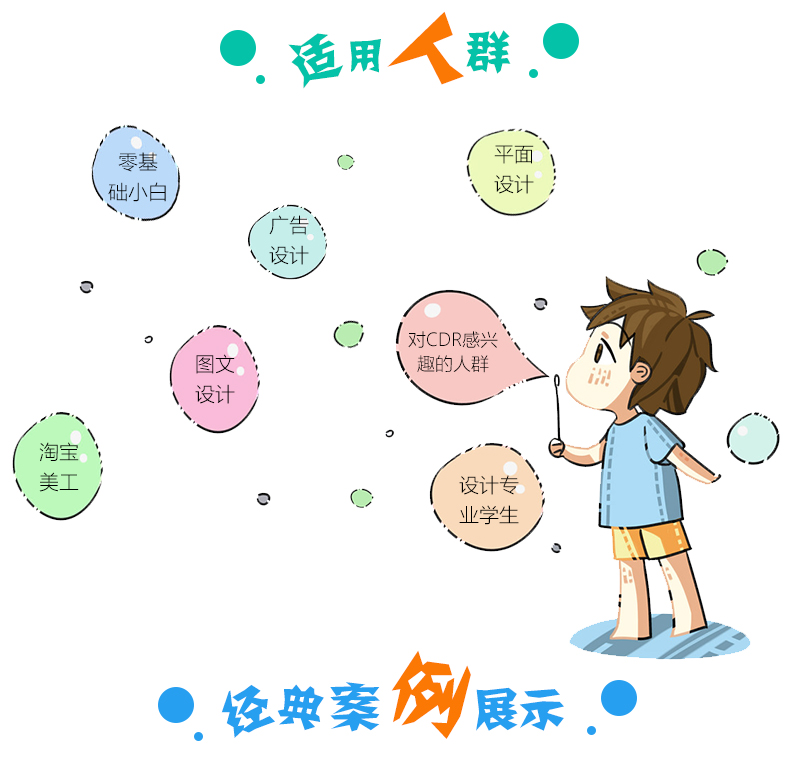 适用人群
零基
础小白
平面
设计
广告
设计
对CDR感兴
趣的人群
图文
设计
淘宝
美工
设计专
业学生
经典案例展示